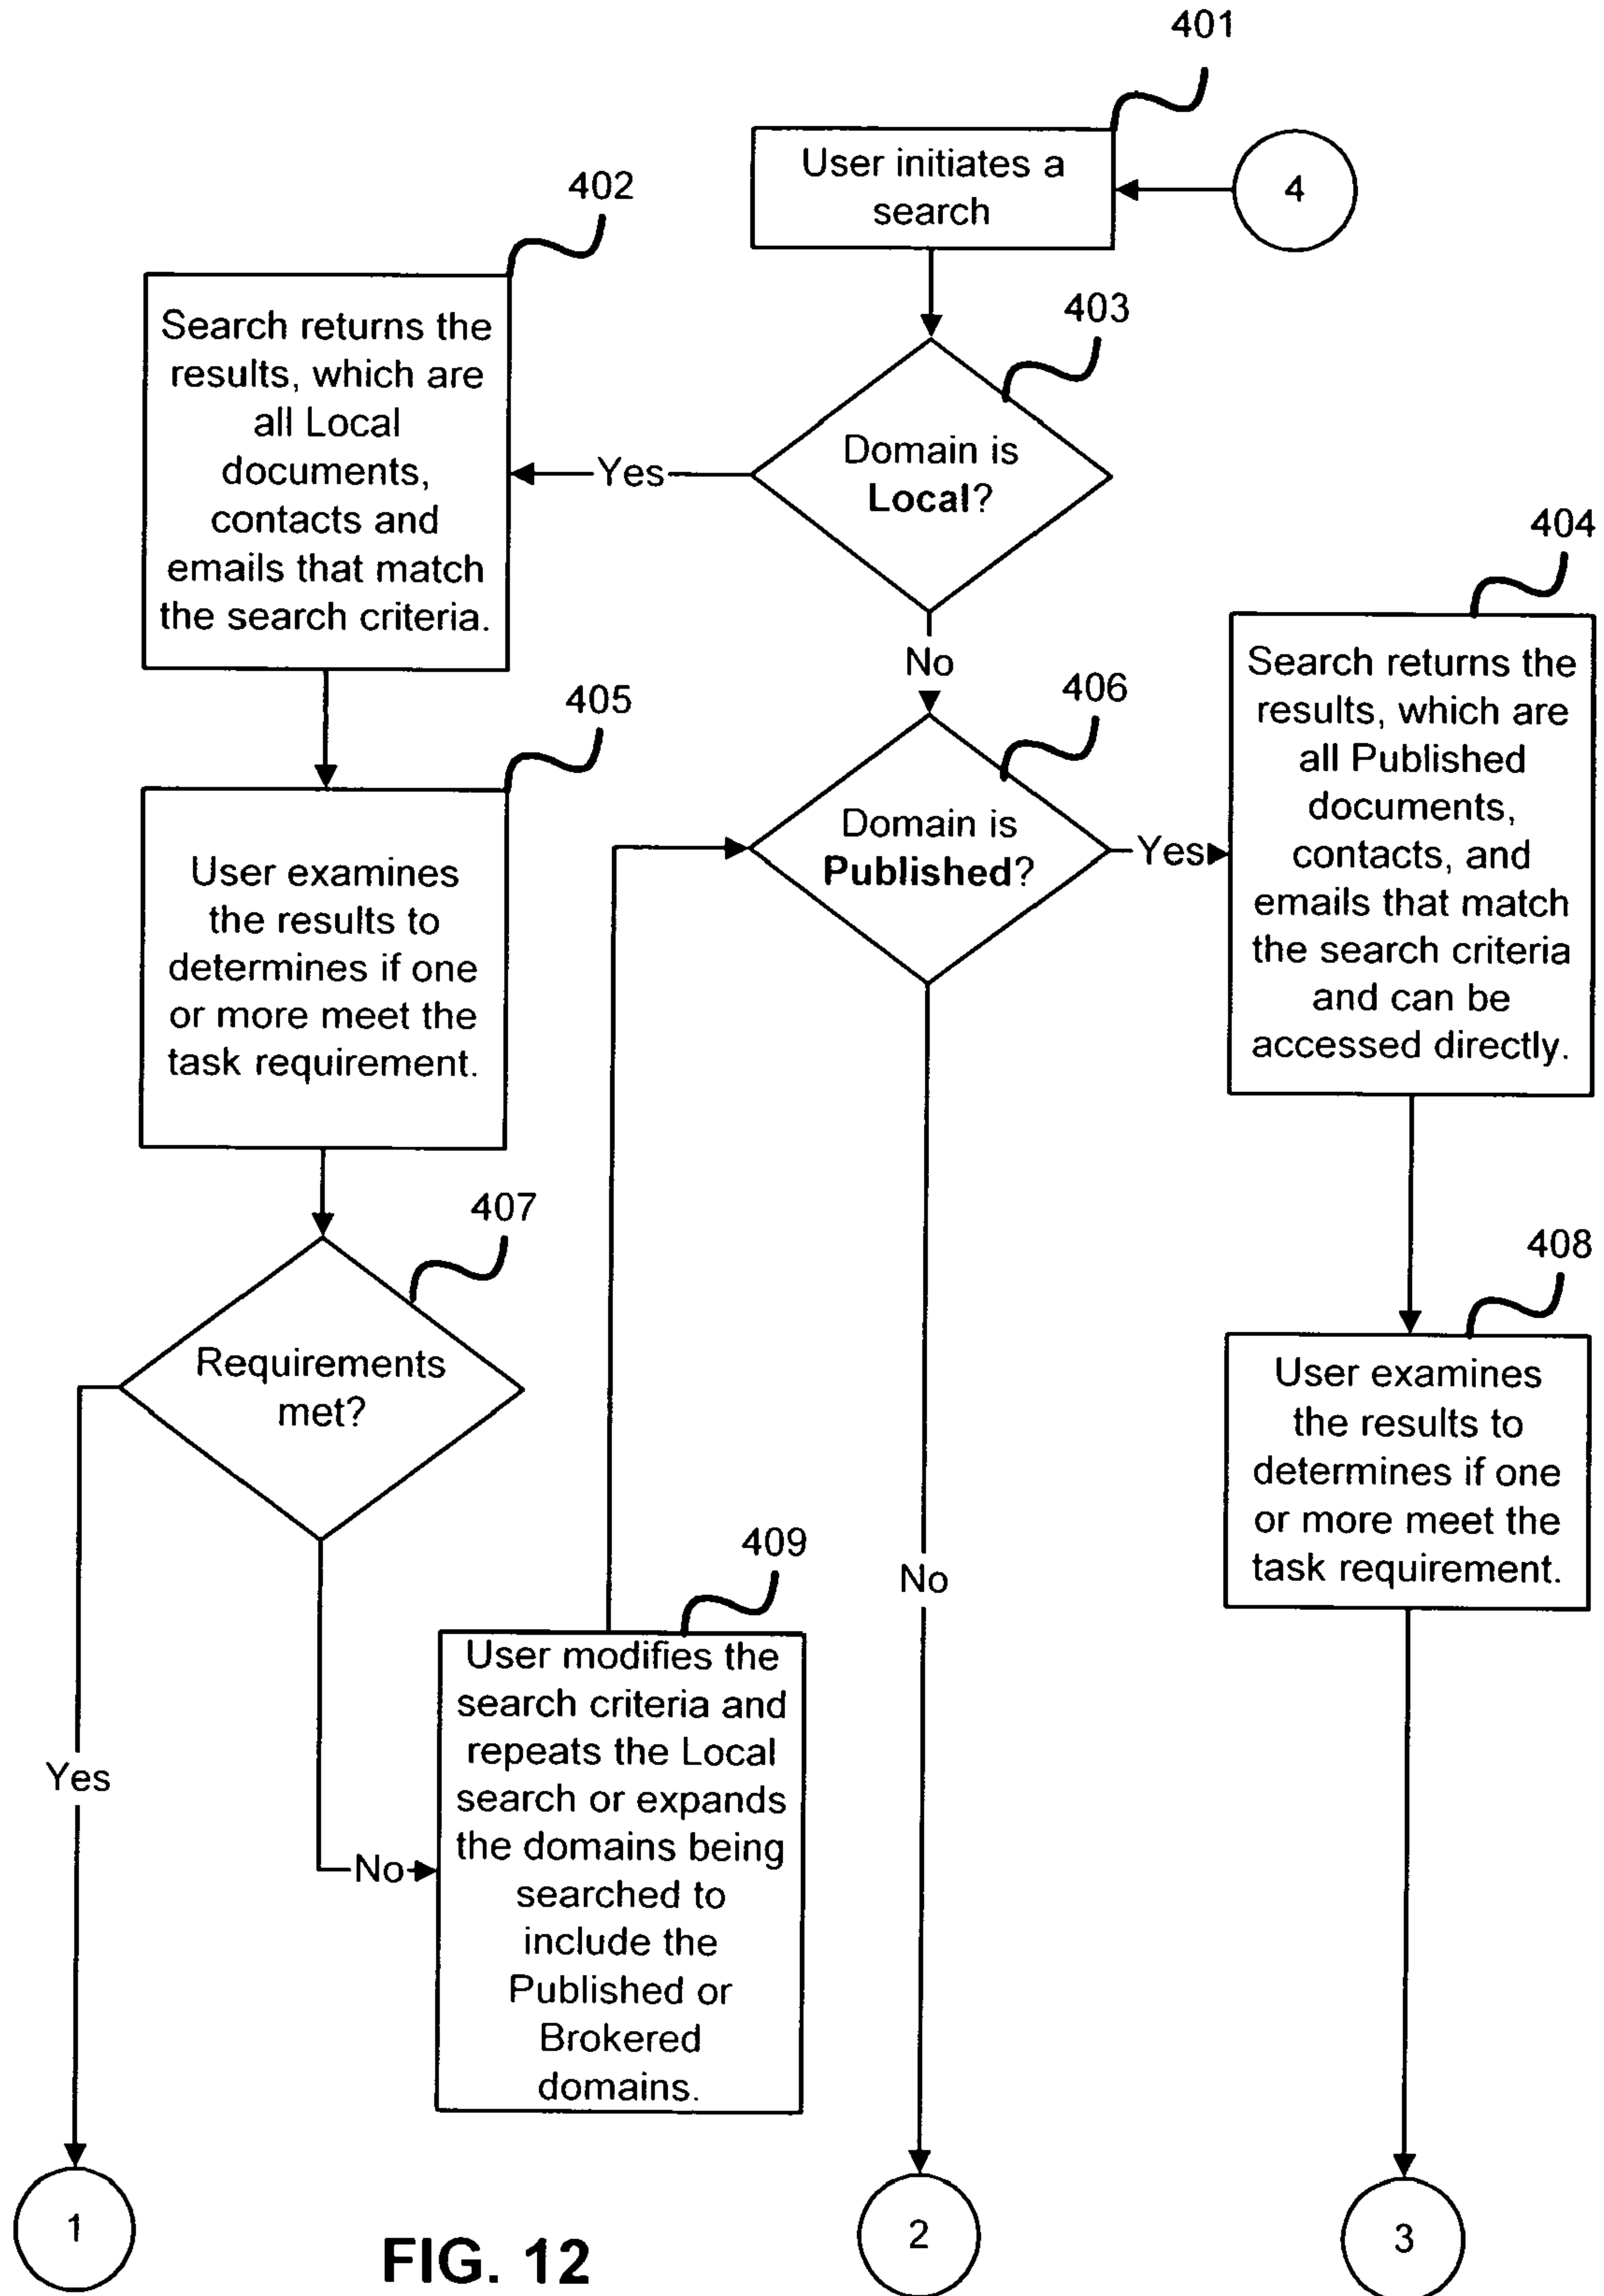 401
User initiates a
search
4
402
403
Search returns the
results, which are
all Local
documents,
contacts and
emails that match
the search criteria.
Yes
Domain is
Local?
No
404
Search returns the
results, which are
all Published
documents,
contacts, and
emails that match
the search criteria
and can be
accessed directly.
405
406
User examines
the results to
determines if one
or more meet the
task requirement.
Domain is
Published?
Yes
407
Requirements
met?
408
User examines
the results to
determines if one
or more meet the
task requirement.
409
No
User modifies the
search criteria and
repeats the Local
search or expands
the domains being
searched to
include the
Published or
Brokered
domains.
Yes
No
1
2
3
FIG. 12